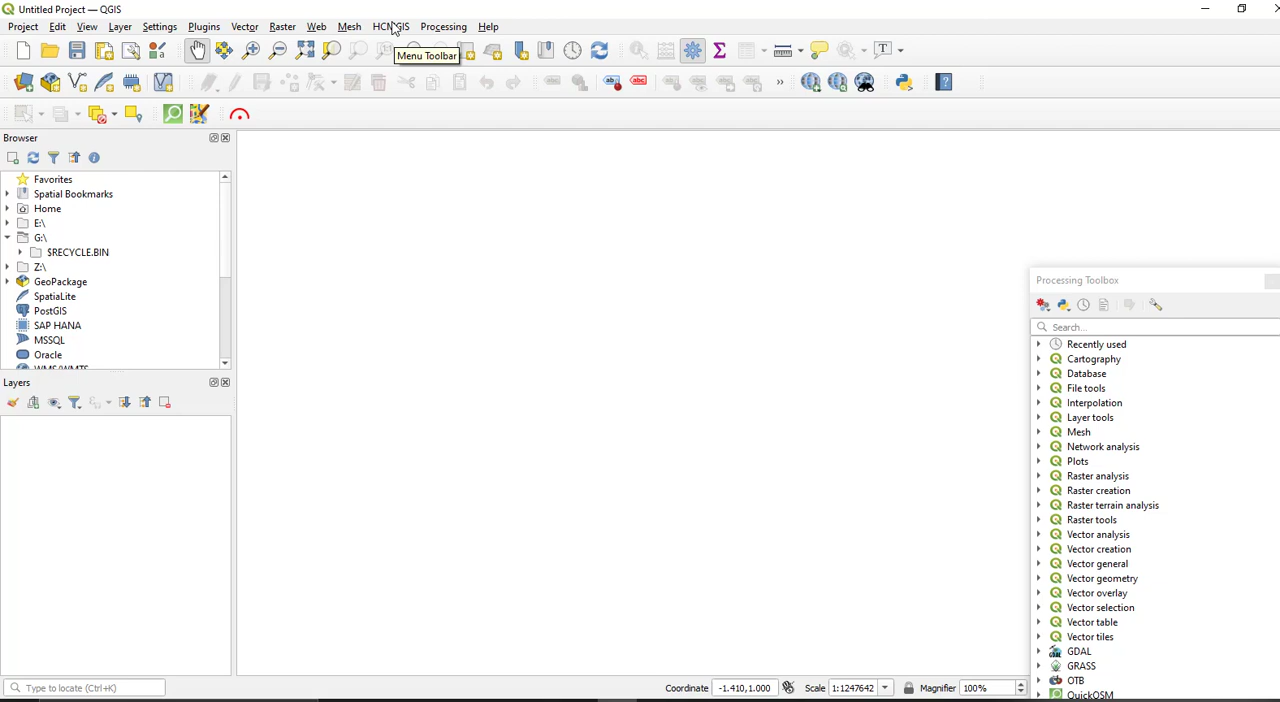 Untitled Project — QGIS
Project Edit View Layer Settings Plugins Vector Raster Web Mesh HCMGIS Processing Help
Menu Toolbar
Browser
Favorites
Spatial Bookmarks
Home
E:\
G:\
$RECYCLE.BIN
Z:\
GeoPackage
SpatiaLite
PostGIS
SAP HANA
MSSQL
Oracle
WMS/WMTS
Layers
Processing Toolbox
Search...
Recently used
Cartography
Database
File tools
Interpolation
Layer tools
Mesh
Network analysis
Plots
Raster analysis
Raster creation
Raster terrain analysis
Raster tools
Vector analysis
Vector creation
Vector general
Vector geometry
Vector overlay
Vector selection
Vector table
Vector tiles
GDAL
GRASS
OTB
QuickOSM
Type to locate (Ctrl+K)
Coordinate -1.410,1.000 Scale 1:1247642 Magnifier 100%